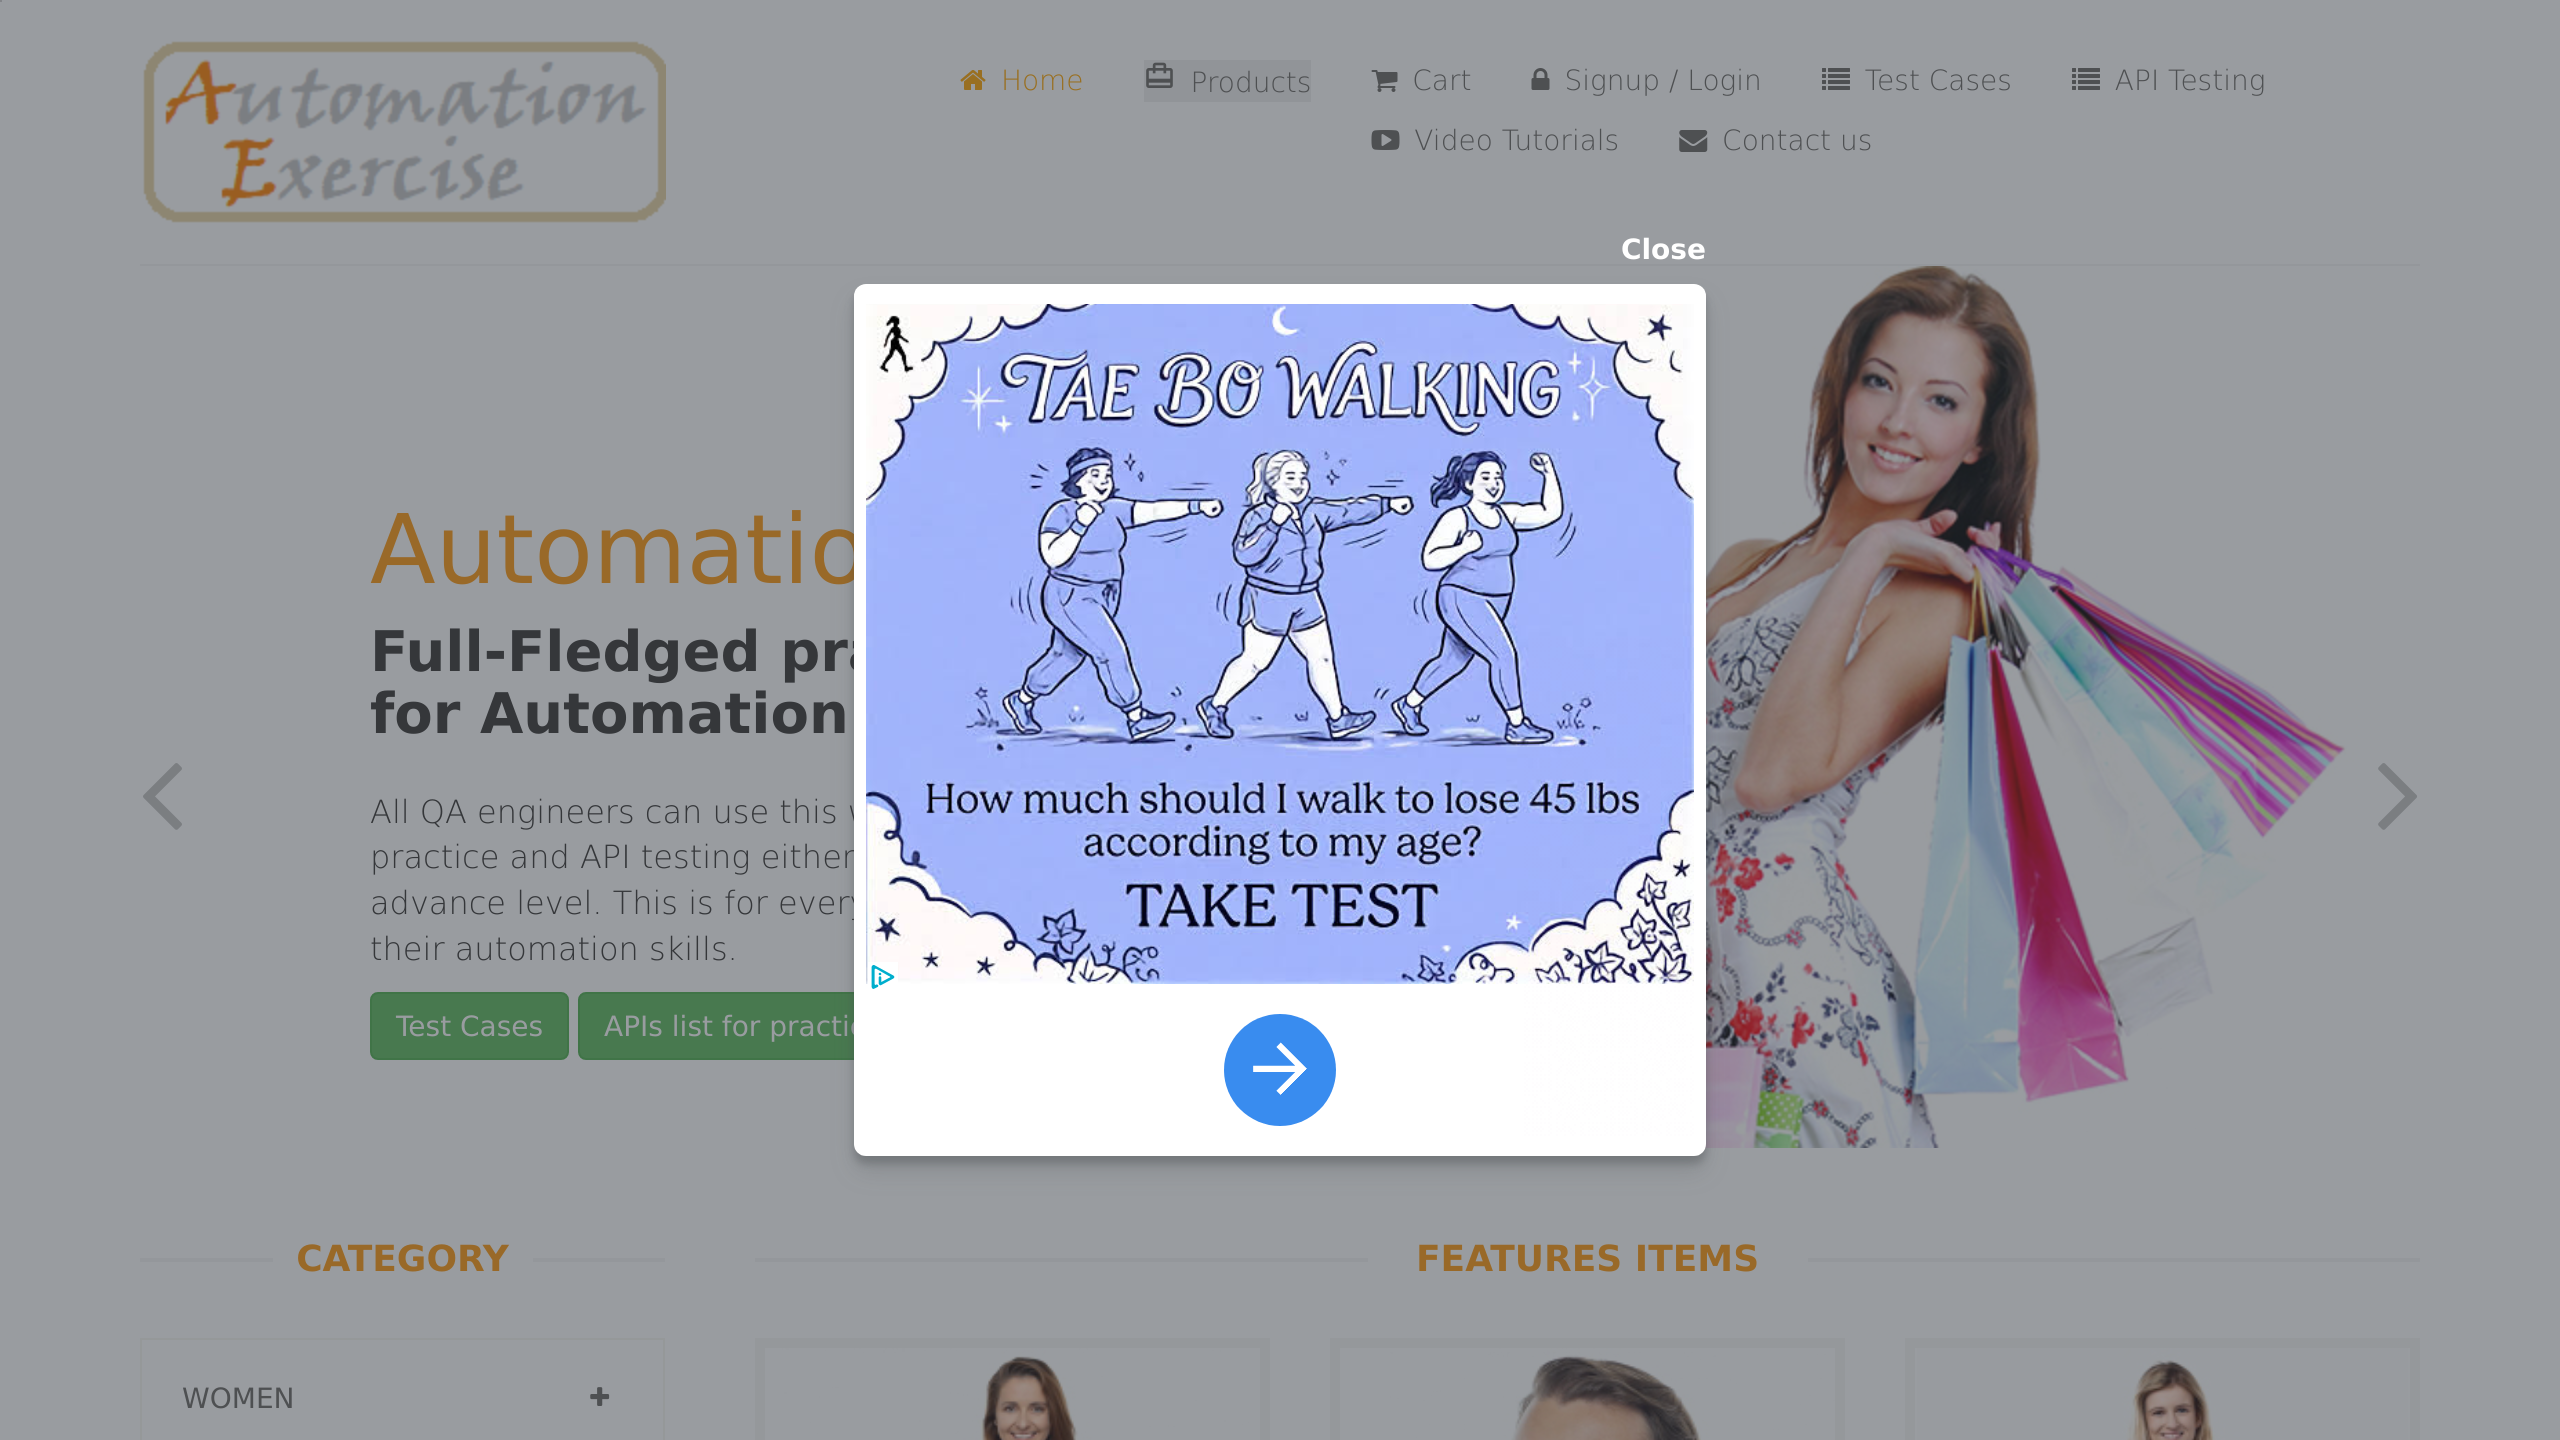 Automation
Exercise
Home
Products
Cart
Signup / Login
Test Cases
API Testing
Video Tutorials
Contact us
Close
TAE BO WALKING
How much should I walk to lose 45 lbs
according to my age?
TAKE TEST
Automatio
Full-Fledged pra
for Automation
All QA engineers can use this
practice and API testing either
advance level. This is for every
their automation skills.
Test Cases
APIs list for practic
CATEGORY
FEATURES ITEMS
WOMEN